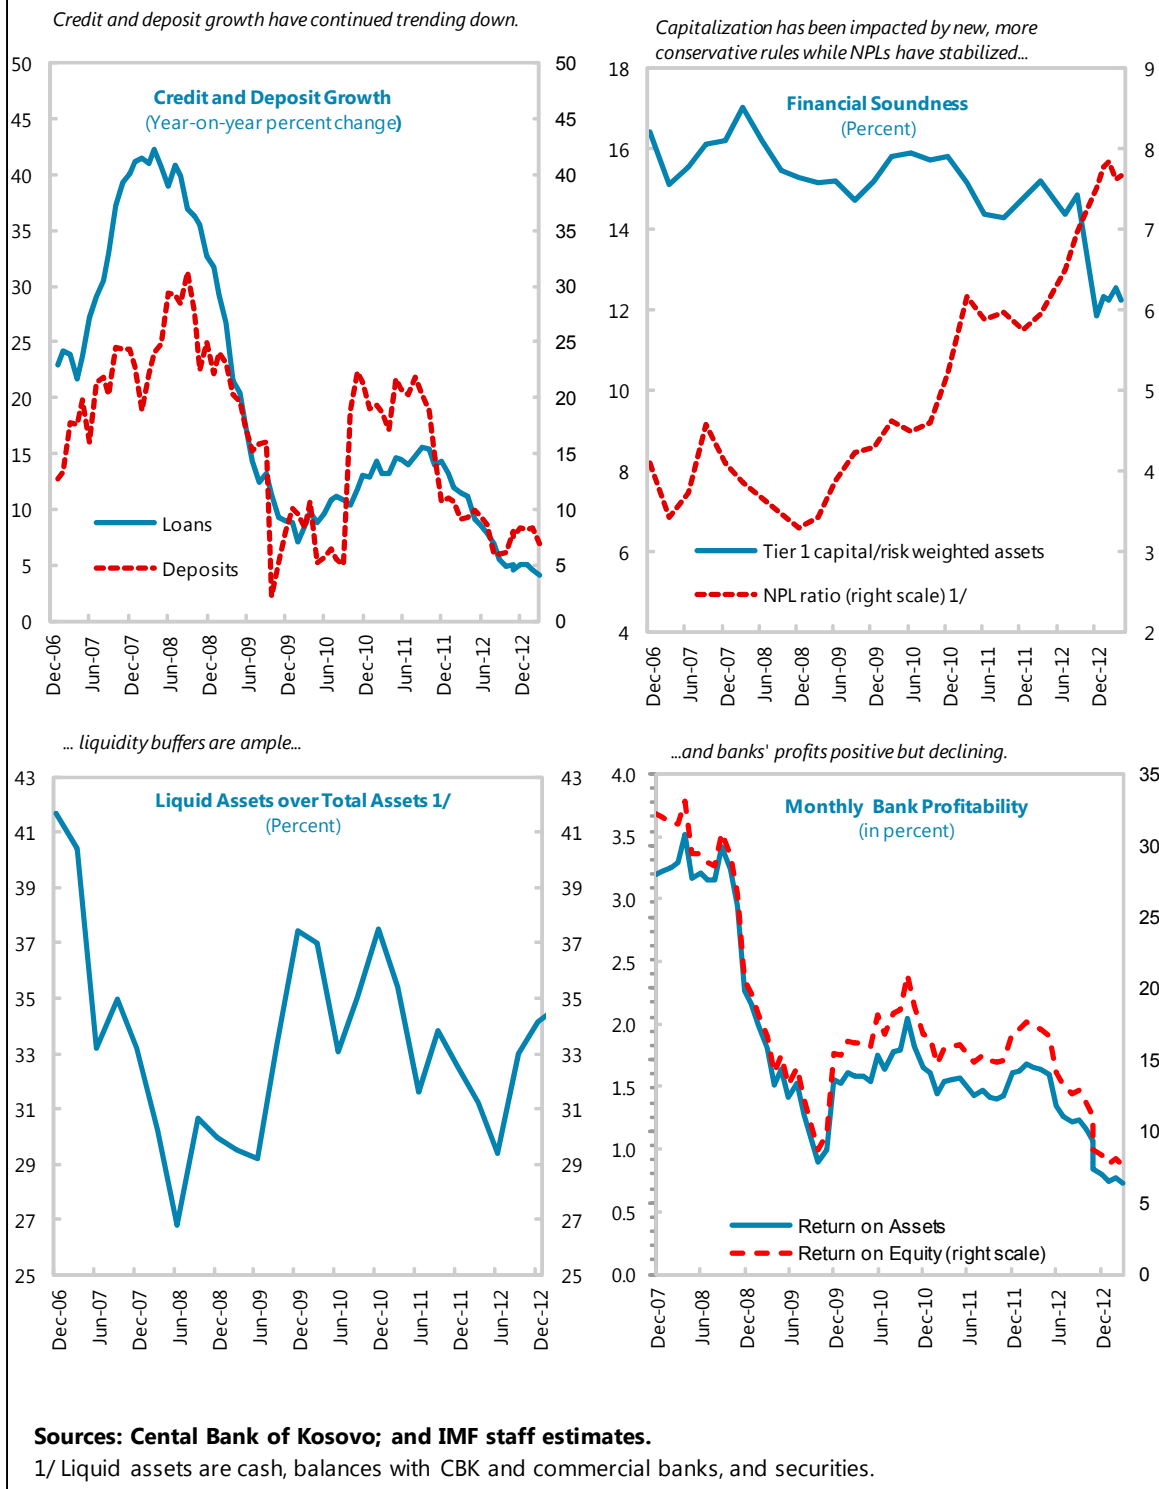 Credit and deposit growth have continued trending down.
Credit and Deposit Growth
(Year-on-year percent change)
50
45
40
35
30
25
20
15
10
5
0
50
40
30
20
10
0
Loans
Deposits
Dec-06
Jun-07
Dec-07
Jun-08
Dec-08
Jun-09
Dec-09
Jun-10
Dec-10
Jun-11
Dec-11
Jun-12
Dec-12
Capitalization has been impacted by new, more
conservative rules while NPLs have stabilized...
Financial Soundness
(Percent)
18
16
14
12
10
8
6
4
9
8
7
6
5
4
3
2
Tier 1 capital/risk weighted assets
NPL ratio (right scale) 1/
Dec-06
Jun-07
Dec-07
Jun-08
Dec-08
Jun-09
Dec-09
Jun-10
Dec-10
Jun-11
Dec-11
Jun-12
Dec-12
... liquidity buffers are ample...
Liquid Assets over Total Assets 1/
(Percent)
43
41
39
37
35
33
31
29
27
25
43
41
39
37
35
33
31
29
27
25
Dec-06
Jun-07
Dec-07
Jun-08
Dec-08
Jun-09
Dec-09
Jun-10
Dec-10
Jun-11
Dec-11
Jun-12
Dec-12
...and banks' profits positive but declining.
Monthly Bank Profitability
(in percent)
4.0
3.5
3.0
2.5
2.0
1.5
1.0
0.5
0.0
35
30
25
20
15
10
5
0
Return on Assets
Return on Equity (right scale)
Dec-07
Jun-08
Dec-08
Jun-09
Dec-09
Jun-10
Dec-10
Jun-11
Dec-11
Jun-12
Dec-12
Sources: Cental Bank of Kosovo; and IMF staff estimates.
1/ Liquid assets are cash, balances with CBK and commercial banks, and securities.